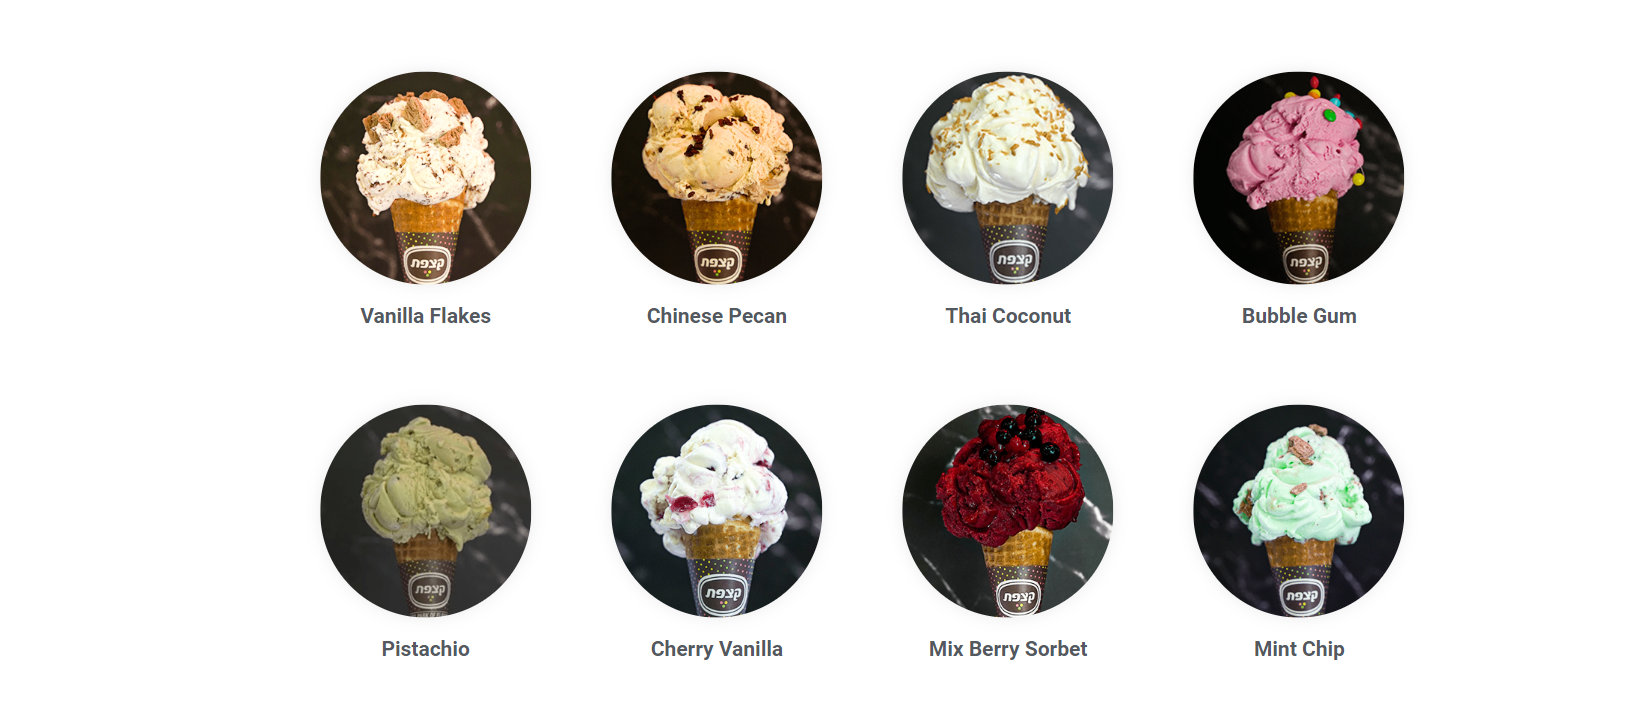 קצפת
קצפת
קצפת
קצפת
Vanilla Flakes
Chinese Pecan
Thai Coconut
Bubble Gum
קצפת
קצפת
קצפת
קצפת
Pistachio
Cherry Vanilla
Mix Berry Sorbet
Mint Chip